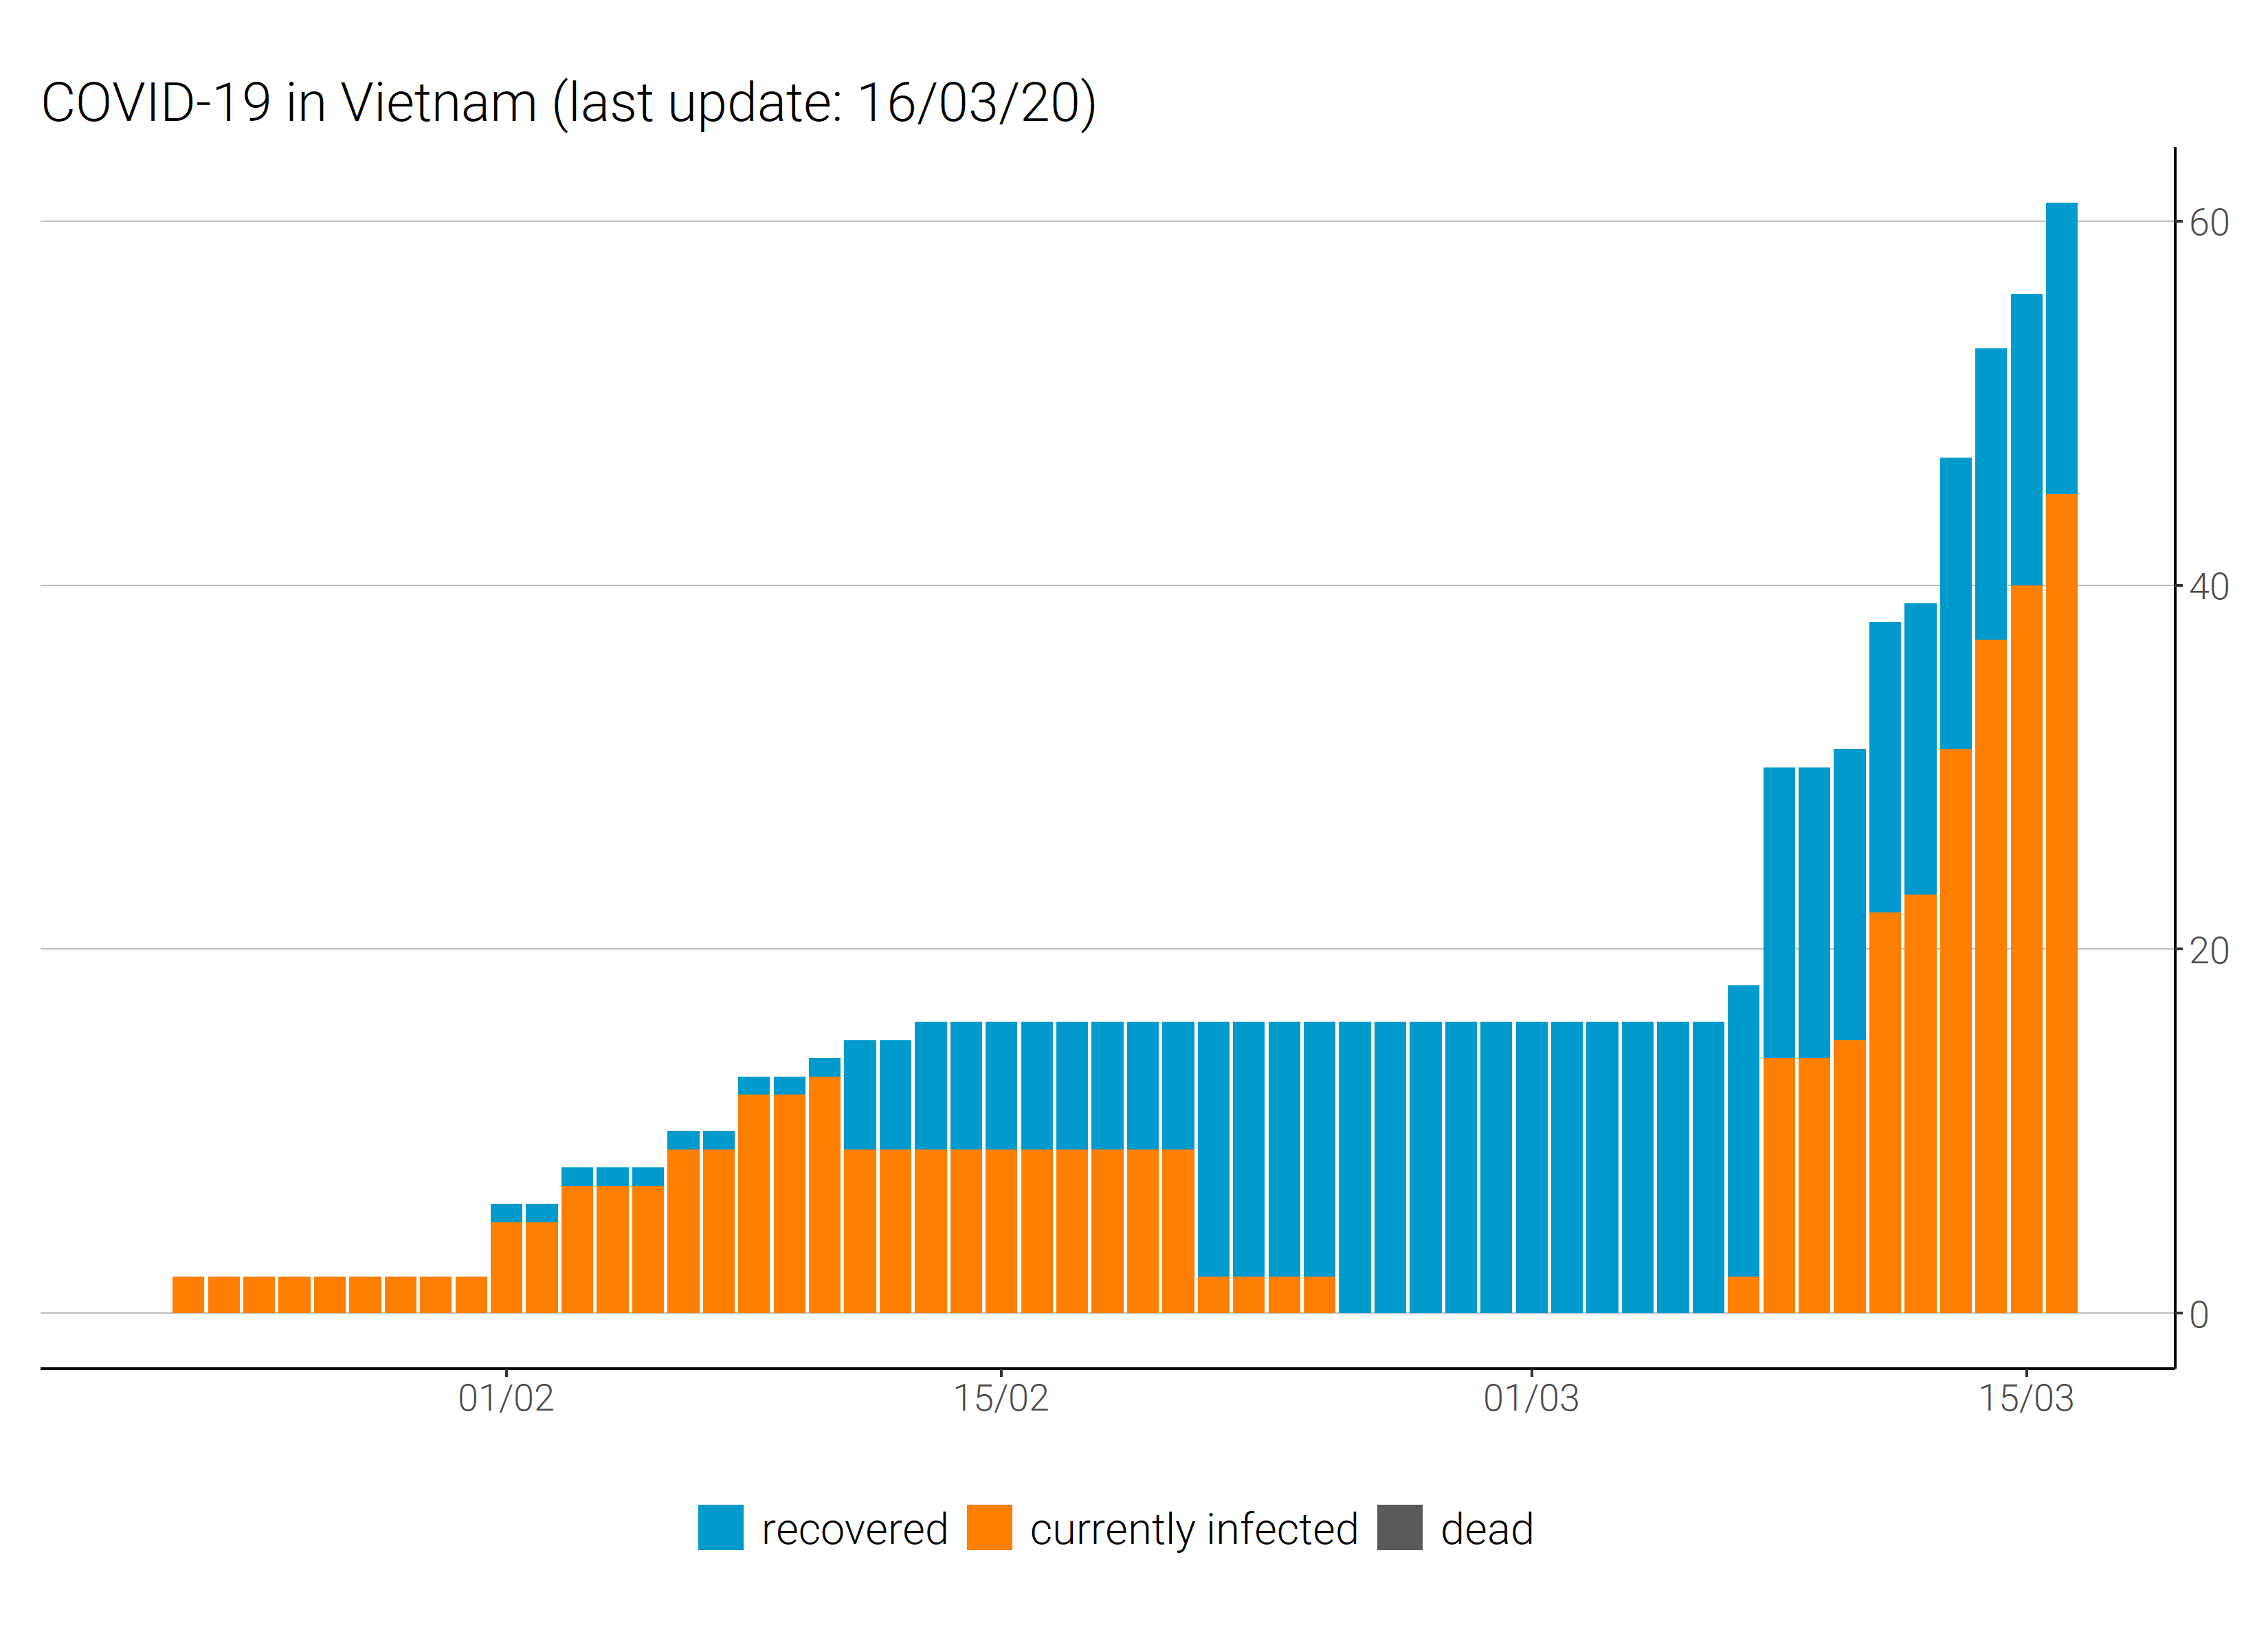 COVID-19 in Vietnam (last update: 16/03/20)
60
40
20
0
01/02 15/02 01/03 15/03
recovered currently infected dead